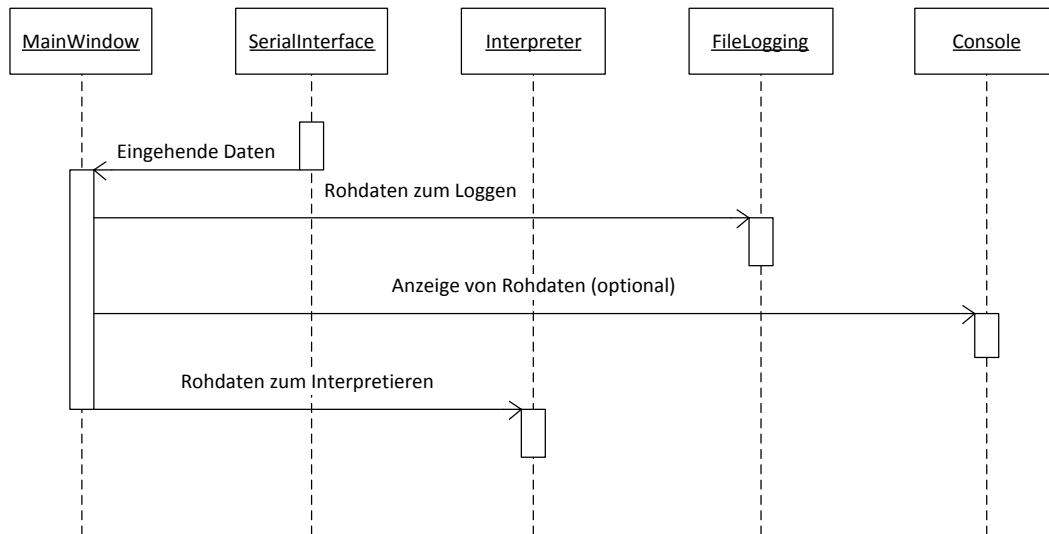 MainWindow
SerialInterface
Interpreter
FileLogging
Console
Eingehende Daten
Rohdaten zum Loggen
Anzeige von Rohdaten (optional)
Rohdaten zum Interpretieren